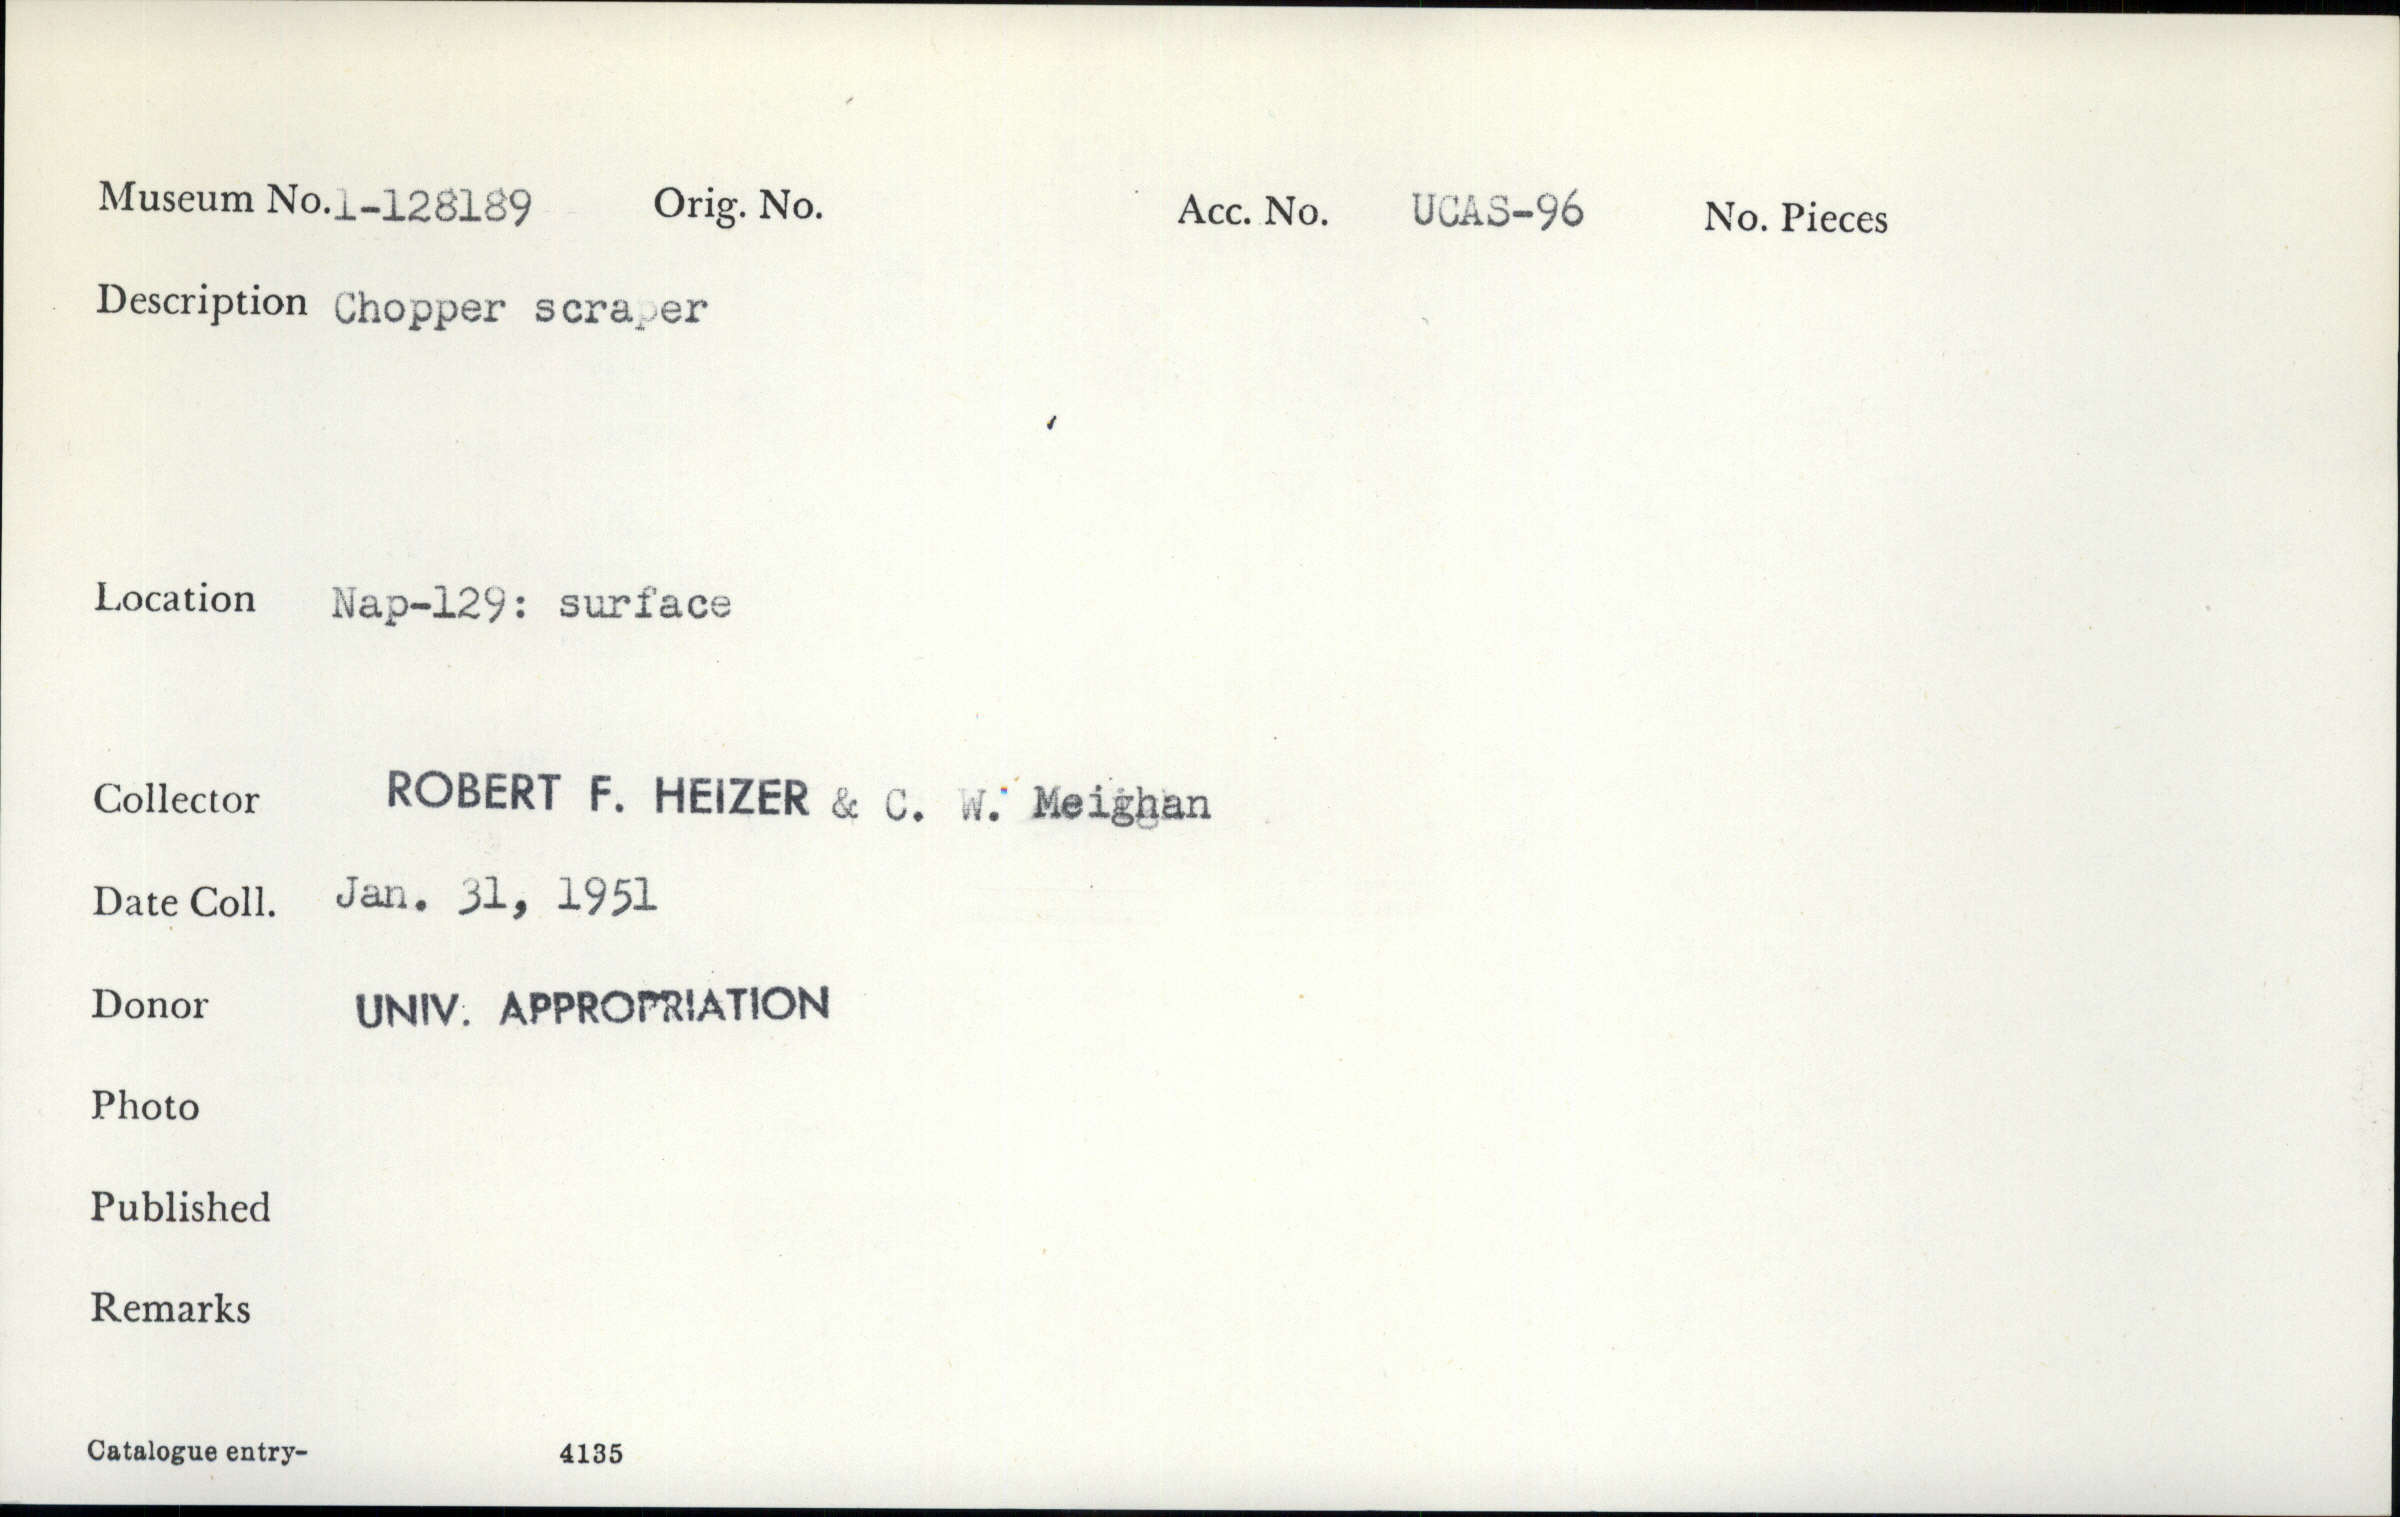 Museum No. 1-128189 Orig. No. Acc. No. UCAS-96 No. Pieces
Description Chopper scraper
Location Nap-129: surface
Collector ROBERT F. HEIZER & C. W. Meighan
Date Coll. Jan. 31, 1951
Donor UNIV. APPROPRIATION
Photo
Published
Remarks
Catalogue entry- 4135